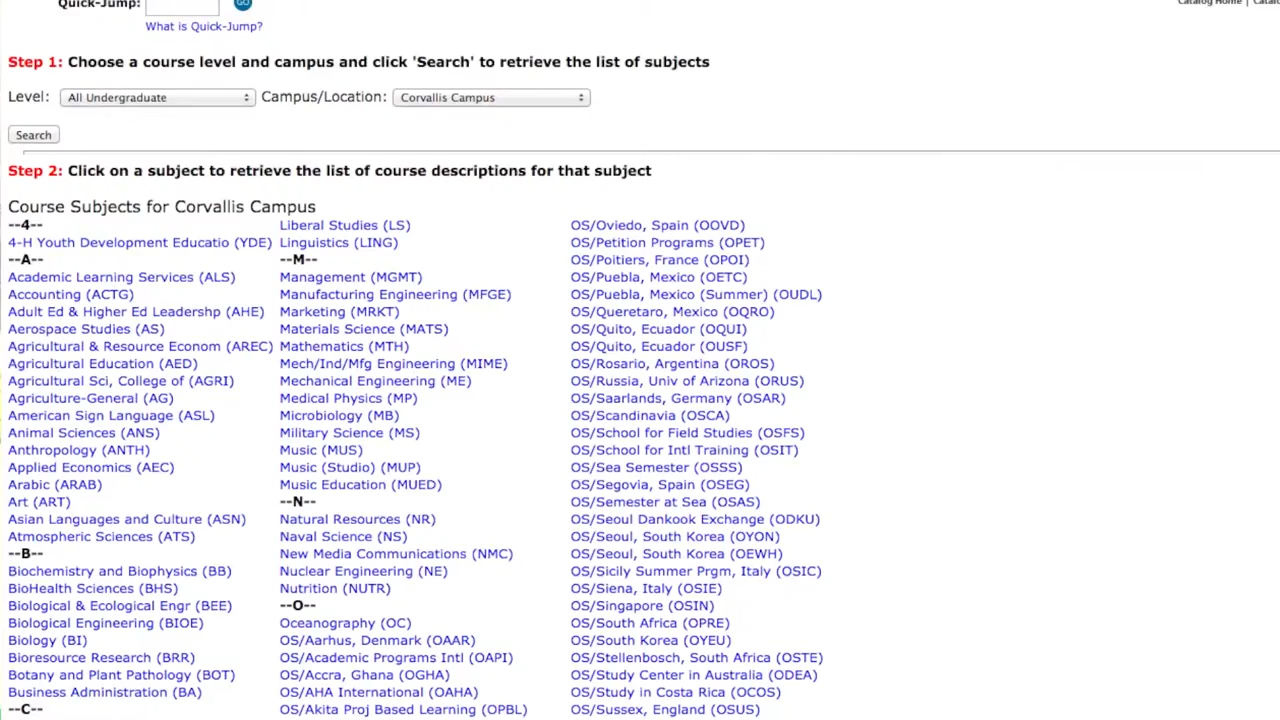 Quick-Jump: GO
Catalog Home | Catal
What is Quick-Jump?
Step 1: Choose a course level and campus and click 'Search' to retrieve the list of subjects
Level: All Undergraduate Campus/Location: Corvallis Campus
Search
Step 2: Click on a subject to retrieve the list of course descriptions for that subject
Course Subjects for Corvallis Campus
--4--
4-H Youth Development Educatio (YDE)
--A--
Academic Learning Services (ALS)
Accounting (ACTG)
Adult Ed & Higher Ed Leadershp (AHE)
Aerospace Studies (AS)
Agricultural & Resource Econom (AREC)
Agricultural Education (AED)
Agricultural Sci, College of (AGRI)
Agriculture-General (AG)
American Sign Language (ASL)
Animal Sciences (ANS)
Anthropology (ANTH)
Applied Economics (AEC)
Arabic (ARAB)
Art (ART)
Asian Languages and Culture (ASN)
Atmospheric Sciences (ATS)
--B--
Biochemistry and Biophysics (BB)
BioHealth Sciences (BHS)
Biological & Ecological Engr (BEE)
Biological Engineering (BIOE)
Biology (BI)
Bioresource Research (BRR)
Botany and Plant Pathology (BOT)
Business Administration (BA)
--C--
Liberal Studies (LS)
Linguistics (LING)
--M--
Management (MGMT)
Manufacturing Engineering (MFGE)
Marketing (MRKT)
Materials Science (MATS)
Mathematics (MTH)
Mech/Ind/Mfg Engineering (MIME)
Mechanical Engineering (ME)
Medical Physics (MP)
Microbiology (MB)
Military Science (MS)
Music (MUS)
Music (Studio) (MUP)
Music Education (MUED)
--N--
Natural Resources (NR)
Naval Science (NS)
New Media Communications (NMC)
Nuclear Engineering (NE)
Nutrition (NUTR)
--O--
Oceanography (OC)
OS/Aarhus, Denmark (OAAR)
OS/Academic Programs Intl (OAPI)
OS/Accra, Ghana (OGHA)
OS/AHA International (OAHA)
OS/Akita Proj Based Learning (OPBL)
OS/Oviedo, Spain (OOVD)
OS/Petition Programs (OPET)
OS/Poitiers, France (OPOI)
OS/Puebla, Mexico (OETC)
OS/Puebla, Mexico (Summer) (OUDL)
OS/Queretaro, Mexico (OQRO)
OS/Quito, Ecuador (OQUI)
OS/Quito, Ecuador (OUSF)
OS/Rosario, Argentina (OROS)
OS/Russia, Univ of Arizona (ORUS)
OS/Saarlands, Germany (OSAR)
OS/Scandinavia (OSCA)
OS/School for Field Studies (OSFS)
OS/School for Intl Training (OSIT)
OS/Sea Semester (OSSS)
OS/Segovia, Spain (OSEG)
OS/Semester at Sea (OSAS)
OS/Seoul Dankook Exchange (ODKU)
OS/Seoul, South Korea (OYON)
OS/Seoul, South Korea (OEWH)
OS/Sicily Summer Prgm, Italy (OSIC)
OS/Siena, Italy (OSIE)
OS/Singapore (OSIN)
OS/South Africa (OPRE)
OS/South Korea (OYEU)
OS/Stellenbosch, South Africa (OSTE)
OS/Study Center in Australia (ODEA)
OS/Study in Costa Rica (OCOS)
OS/Sussex, England (OSUS)